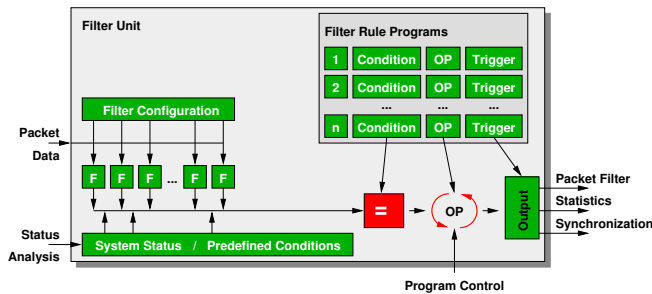 Filter Unit
Filter Rule Programs
1 Condition OP Trigger
2 Condition OP Trigger
... ... ...
n Condition OP Trigger
Filter Configuration
Packet
Data
F F F ... F F
= OP
Output
Packet Filter
Statistics
Synchronization
Status
Analysis
System Status / Predefined Conditions
Program Control